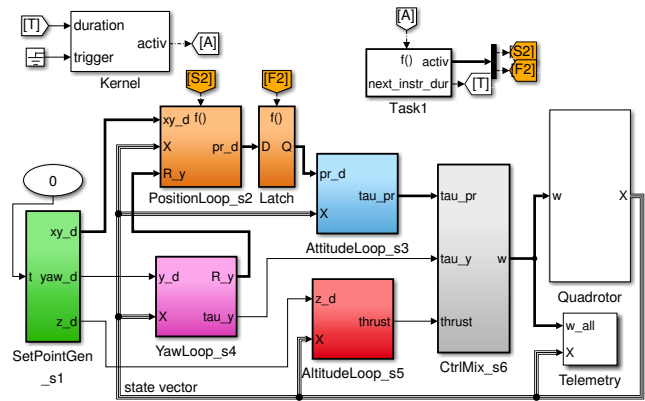 [T]
duration
trigger
activ
[A]
Kernel
[A]
f()
activ
next_instr_dur
[S2]
[F2]
[T]
Task1
[S2]
[F2]
xy_d
f()
X
pr_d
R_y
PositionLoop_s2
f()
D
Q
Latch
pr_d
tau_pr
X
AttitudeLoop_s3
0
xy_d
t
yaw_d
z_d
SetPointGen
_s1
y_d
R_y
X
tau_y
YawLoop_s4
z_d
thrust
X
AltitudeLoop_s5
tau_pr
tau_y
w
thrust
CtrlMix_s6
w
X
Quadrotor
w_all
X
Telemetry
state vector